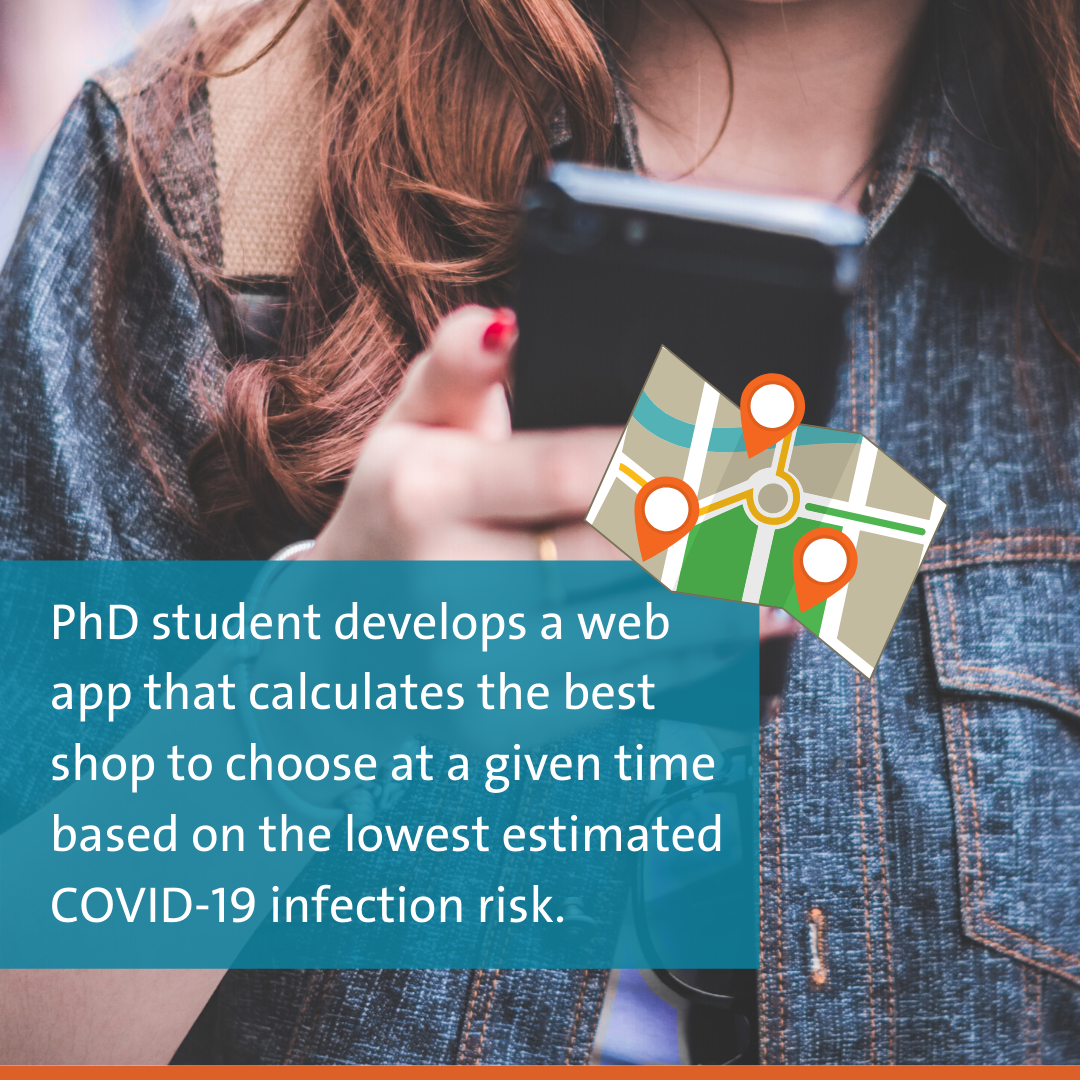 PhD student develops a web
app that calculates the best
shop to choose at a given time
based on the lowest estimated
COVID-19 infection risk.